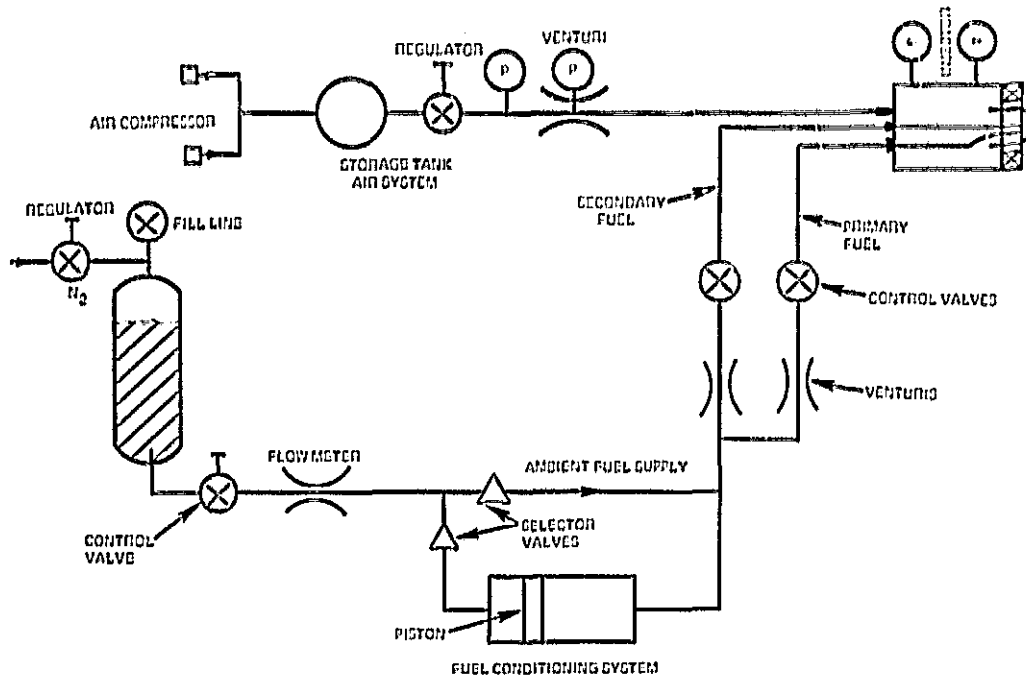 REGULATOR
VENTURI
P
P
AIR COMPRESSOR
STORAGE TANK
AIR SYSTEM
SECONDARY
FUEL
PRIMARY
FUEL
REGULATOR
FILL LINE
N2
CONTROL VALVES
VENTURIS
FLOW METER
AMBIENT FUEL SUPPLY
CONTROL
VALVE
SELECTOR
VALVES
PISTON
FUEL CONDITIONING SYSTEM